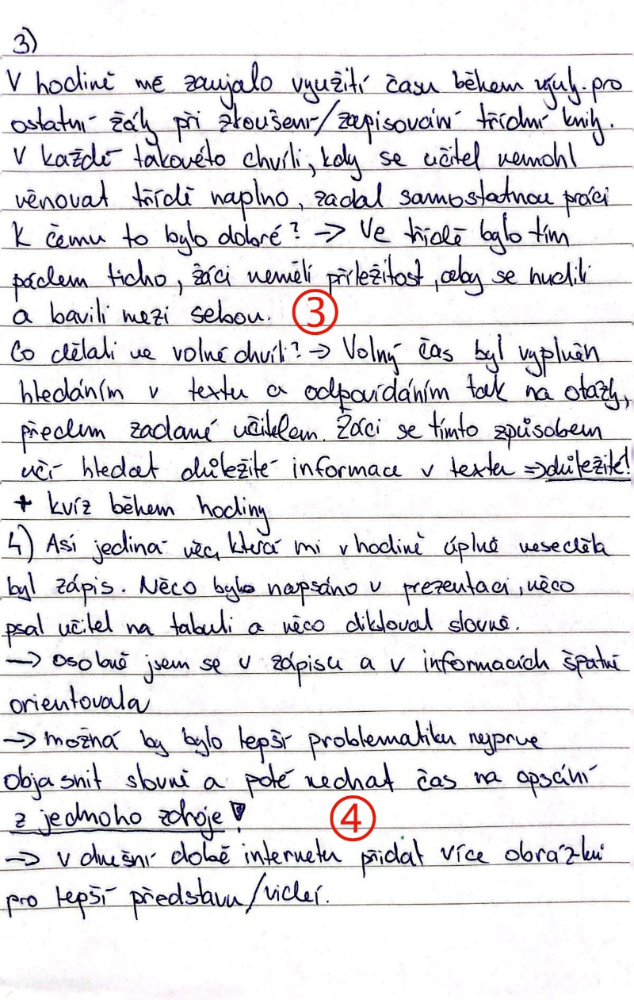 3)
V hodině mě zaujalo využití času během výuky pro
ostatní žáky při zkoušení/zapisování třídní knihy.
V každé takovéto chvíli, kdy se učitel nemohl
věnovat třídě naplno, zadal samostatnou práci
K čemu to bylo dobré? → Ve třídě bylo tím
pádem ticho, žáci neměli příležitost, aby se nudili
a bavili mezi sebou. 3
Co dělali ve volné chvíli? → Volný čas byl vyplněn
hledáním v textu a odpovídáním tak na otázky,
předem zadané učitelem. Žáci se tímto způsobem
učí hledat důležité informace v textu ⇒ důležité!
+ kvíz během hodiny
4) Asi jediná věc, která mi v hodině úplně neseděla
byl zápis. Něco bylo napsáno v prezentaci, něco
psal učitel na tabuli a něco diktoval slovně.
→ osobně jsem se v zápisu a v informacích špatně
orientovala
→ možná by bylo lepší problematiku nejprve
objasnit slovně a poté nechat čas na opsání
z jednoho zdroje! 4
→ v dnešní době internetu přidat více obrázků
pro lepší představu/videí.